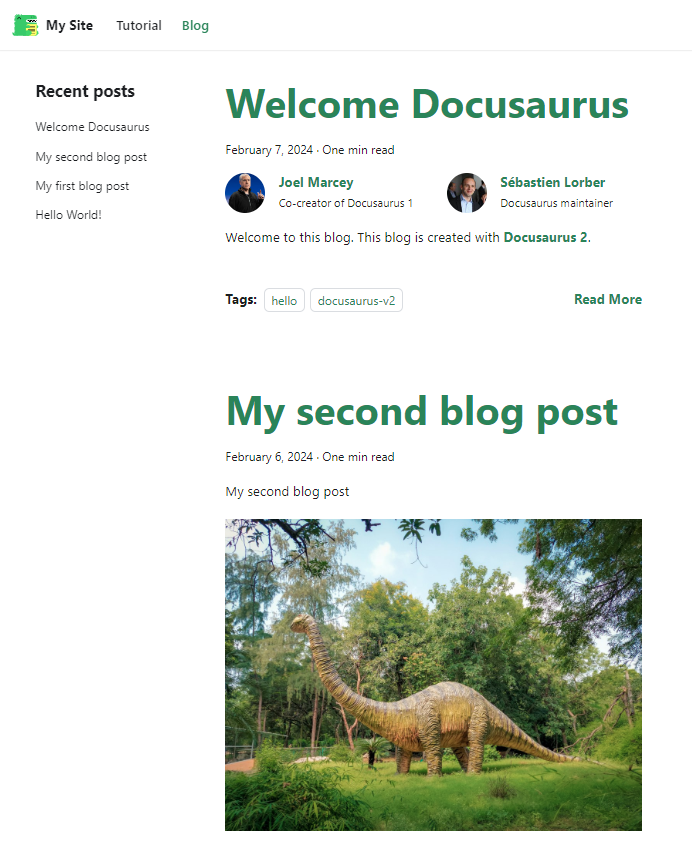 My Site Tutorial Blog
Recent posts
Welcome Docusaurus
My second blog post
My first blog post
Hello World!
Welcome Docusaurus
February 7, 2024 · One min read
Joel Marcey
Co-creator of Docusaurus 1
Sébastien Lorber
Docusaurus maintainer
Welcome to this blog. This blog is created with Docusaurus 2.
Tags: hello docusaurus-v2 Read More
My second blog post
February 6, 2024 · One min read
My second blog post